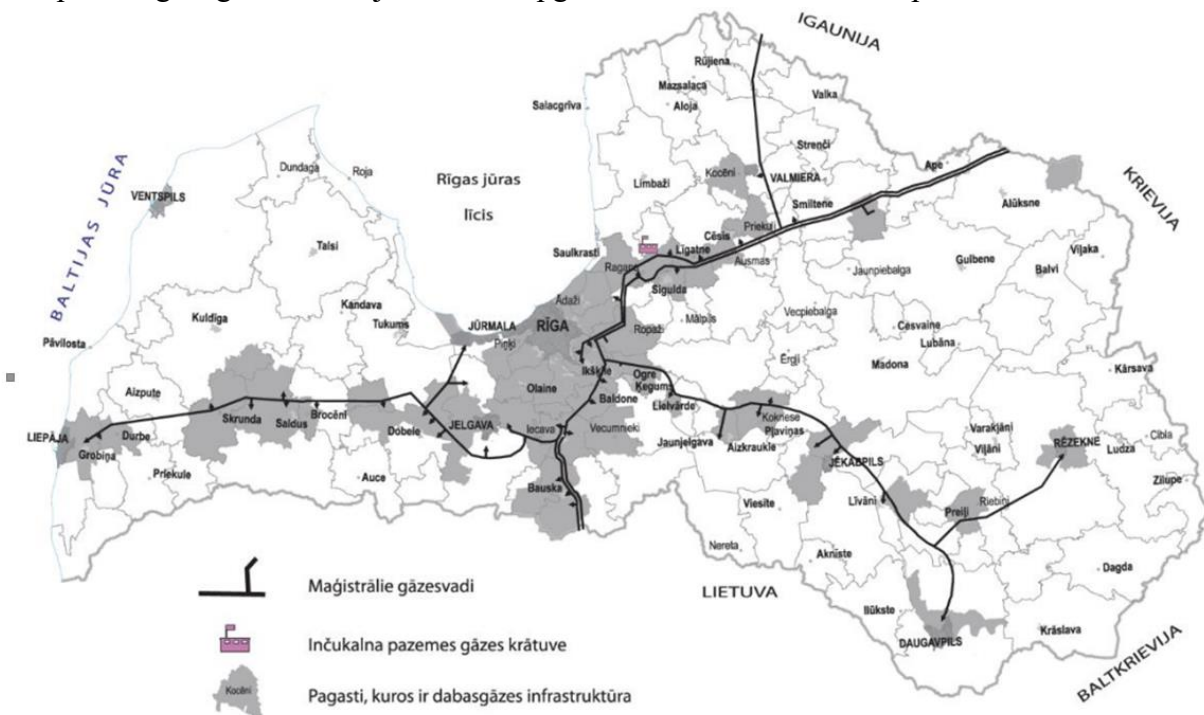 IGAUNIJA
Rūjiena
Mazsalaca
Valka
Salacgrīva
Aloja
Strenči
BALTIJAS JŪRA
Dundaga
Roja
Rīgas jūras
līcis
Kocēni
VALMIERA
Ape
KRIEVIJA
VENTSPILS
Limbaži
Smiltene
Alūksne
Talsi
Priekuļi
Cēsis
Saulkrasti
Līgatne
Ausmas
Viļaka
Ragana
Jaunpiebalga
Gulbene
Balvi
Kandava
Ādaži
Sigulda
Kuldīga
Tukums
JŪRMALA
RĪGA
Ropaži
Mālpils
Vecpiebalga
Cesvaine
Pāvilosta
Piņķi
Lubāna
Ikšķile
Ogre
Ērgļi
Madona
Kārsava
Aizpute
Olaine
Ķegums
Baldone
Lielvārde
Skrunda
Saldus
Brocēni
Koknese
LIEPĀJA
Durbe
Dobele
JELGAVA
Iecava
Vecumnieki
Jaunjelgava
Pļaviņas
Varakļāni
Cibla
Grobiņa
Aizkraukle
Viļāni
RĒZEKNE
Ludza
Priekule
Auce
JĒKABPILS
Zilupe
Bauska
Viesīte
Līvāni
Riebiņi
Preiļi
Nereta
Aknīste
Dagda
LIETUVA
Ilūkste
Krāslava
DAUGAVPILS
BALTKRIEVIJA
Maģistrālie gāzesvadi
Inčukalna pazemes gāzes krātuve
Kocēni
Pagasti, kuros ir dabasgāzes infrastruktūra